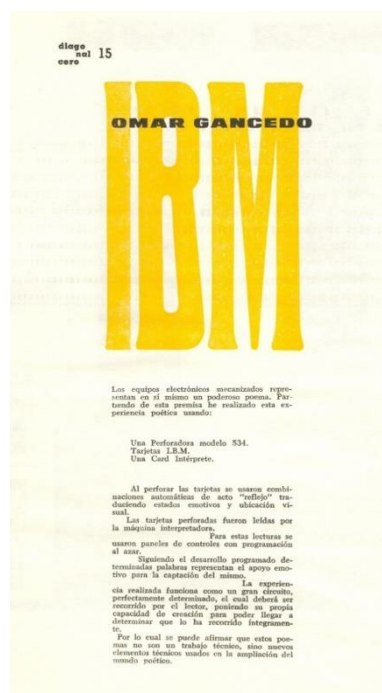 diago
nal 15
cero
IBM
OMAR GANCEDO
Los equipos electrónicos mecanizados repre-
sentan en sí mismo un poderoso poema. Par-
tiendo de esta premisa he realizado esta ex-
periencia poética usando:
Una Perforadora modelo 534.
Tarjetas I.B.M.
Una Card Intérprete.
Al perforar las tarjetas se usaron combi-
naciones automáticas de acto "reflejo" tra-
duciendo estados emotivos y ubicación vi-
sual.
Las tarjetas perforadas fueron leídas por
la máquina interpretadora.
Para estas lecturas se
usaron paneles de controles con programación
al azar.
Siguiendo el desarrollo programado de-
terminadas palabras representan el apoyo emo-
tivo para la captación del mismo.
La experien-
cia realizada funciona como un gran circuito,
perfectamente determinado, el cual deberá ser
recorrido por el lector, poniendo su propia
capacidad de creación para poder llegar a
determinar que lo ha recorrido íntegramen-
te.
Por lo cual se puede afirmar que estos poe-
mas no son un trabajo técnico, sino nuevos
elementos técnicos usados en la ampliación del
mundo poético.